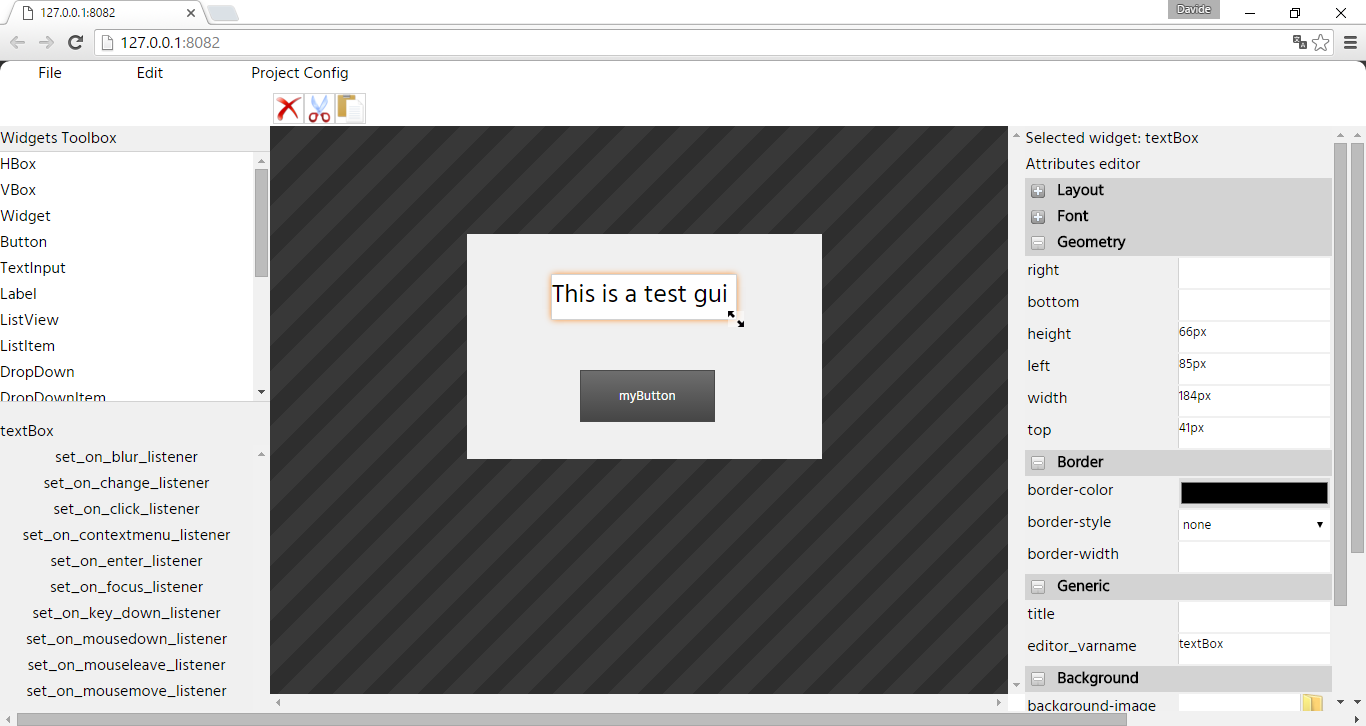 127.0.0.1:8082
Davide
127.0.0.1:8082
File Edit Project Config
Widgets Toolbox
HBox
VBox
Widget
Button
TextInput
Label
ListView
ListItem
DropDown
DropDownItem
textBox
set_on_blur_listener
set_on_change_listener
set_on_click_listener
set_on_contextmenu_listener
set_on_enter_listener
set_on_focus_listener
set_on_key_down_listener
set_on_mousedown_listener
set_on_mouseleave_listener
set_on_mousemove_listener
This is a test gui
myButton
Selected widget: textBox
Attributes editor
Layout
Font
Geometry
right
bottom
height 66px
left 85px
width 184px
top 41px
Border
border-color
border-style none
border-width
Generic
title
editor_varname textBox
Background
background-image